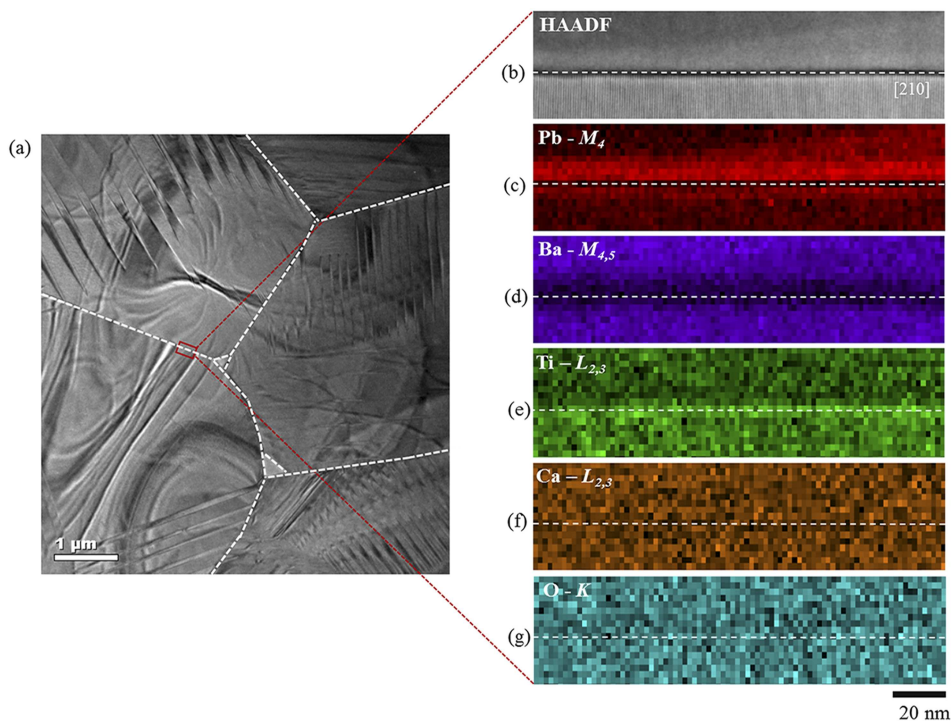 (a)
1 μm
(b)
HAADF
[210]
(c)
Pb - M4
(d)
Ba - M4,5
(e)
Ti – L2,3
(f)
Ca – L2,3
(g)
O - K
20 nm